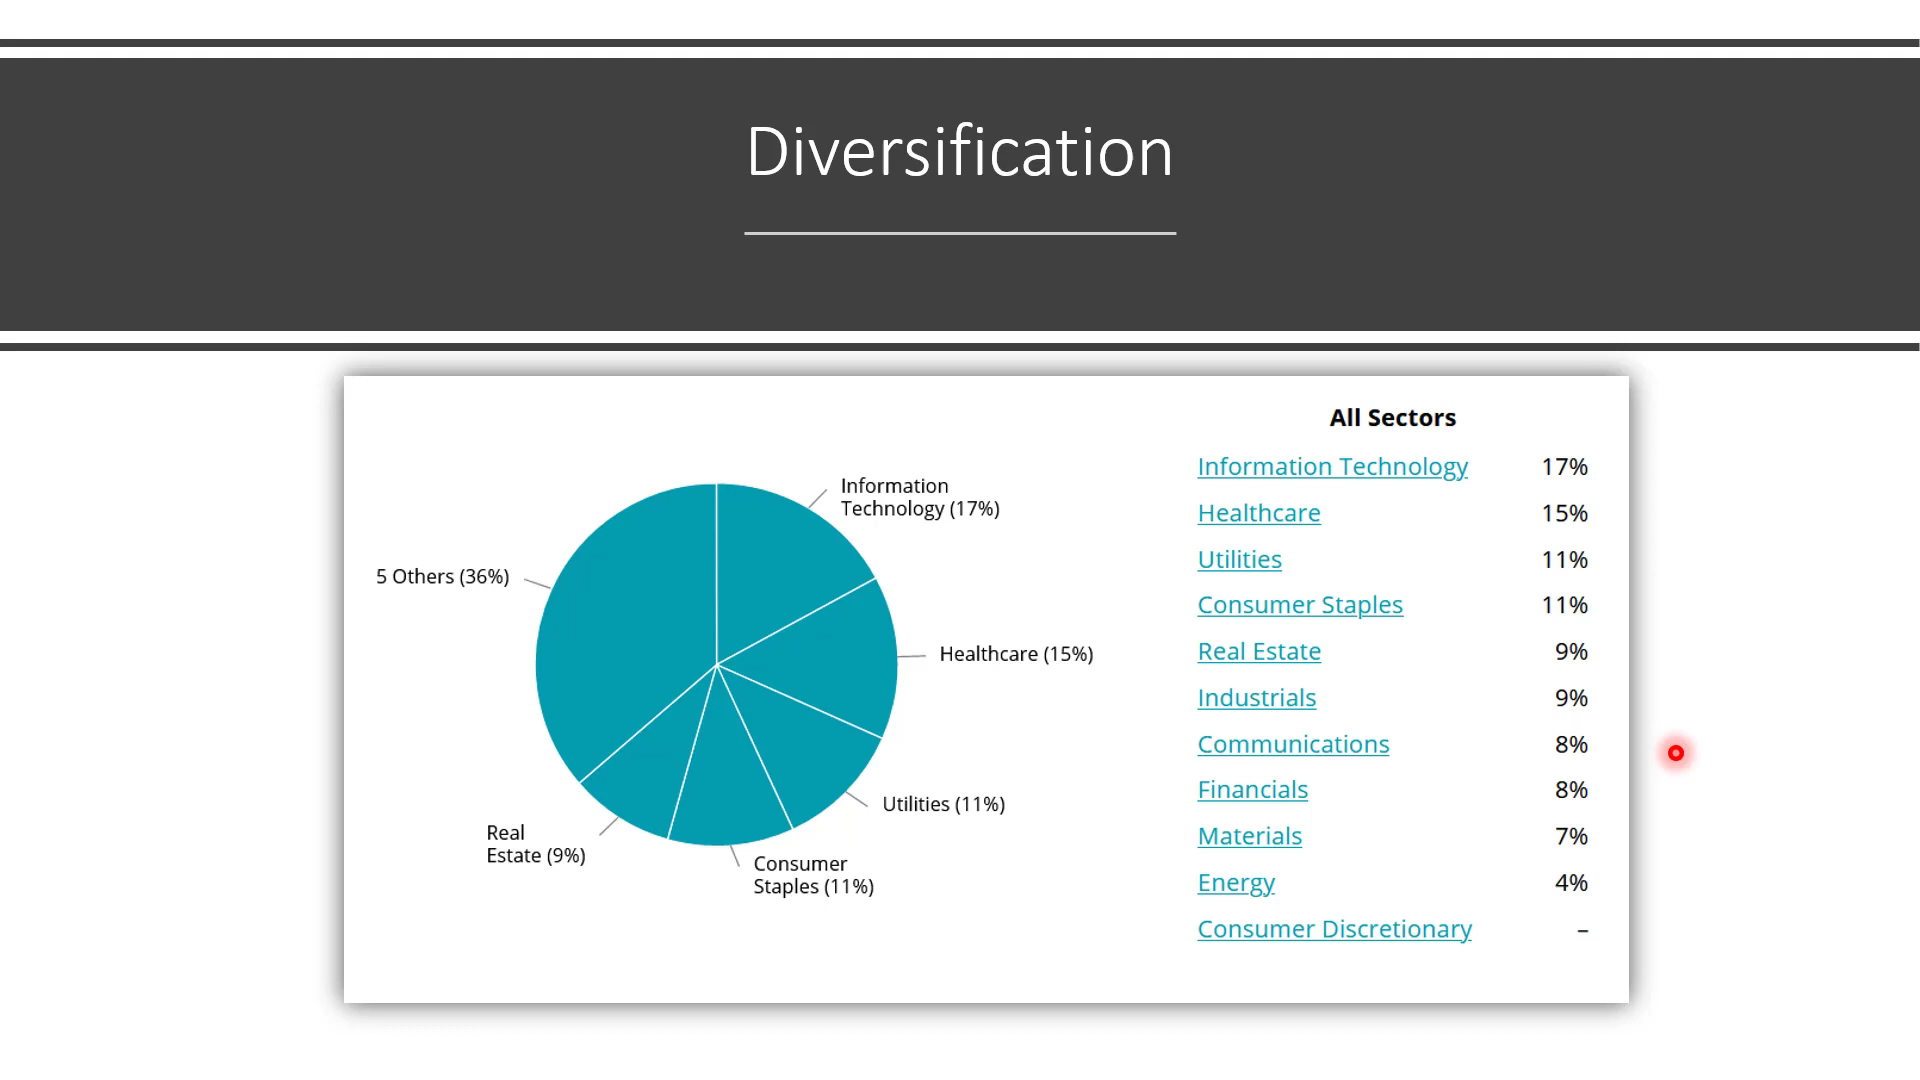 Diversification
Information
Technology (17%)
5 Others (36%)
Healthcare (15%)
Utilities (11%)
Real
Estate (9%)
Consumer
Staples (11%)
All Sectors
Information Technology 17%
Healthcare 15%
Utilities 11%
Consumer Staples 11%
Real Estate 9%
Industrials 9%
Communications 8%
Financials 8%
Materials 7%
Energy 4%
Consumer Discretionary –